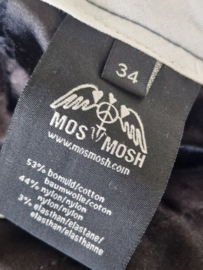 34
MOS MOSH
www.mosmosh.com
53% bomuld/cotton
baumwolle/coton
44% nylon/nylon
nylon/nylon
3% elasthan/elastane/
elasthan/elasthanne